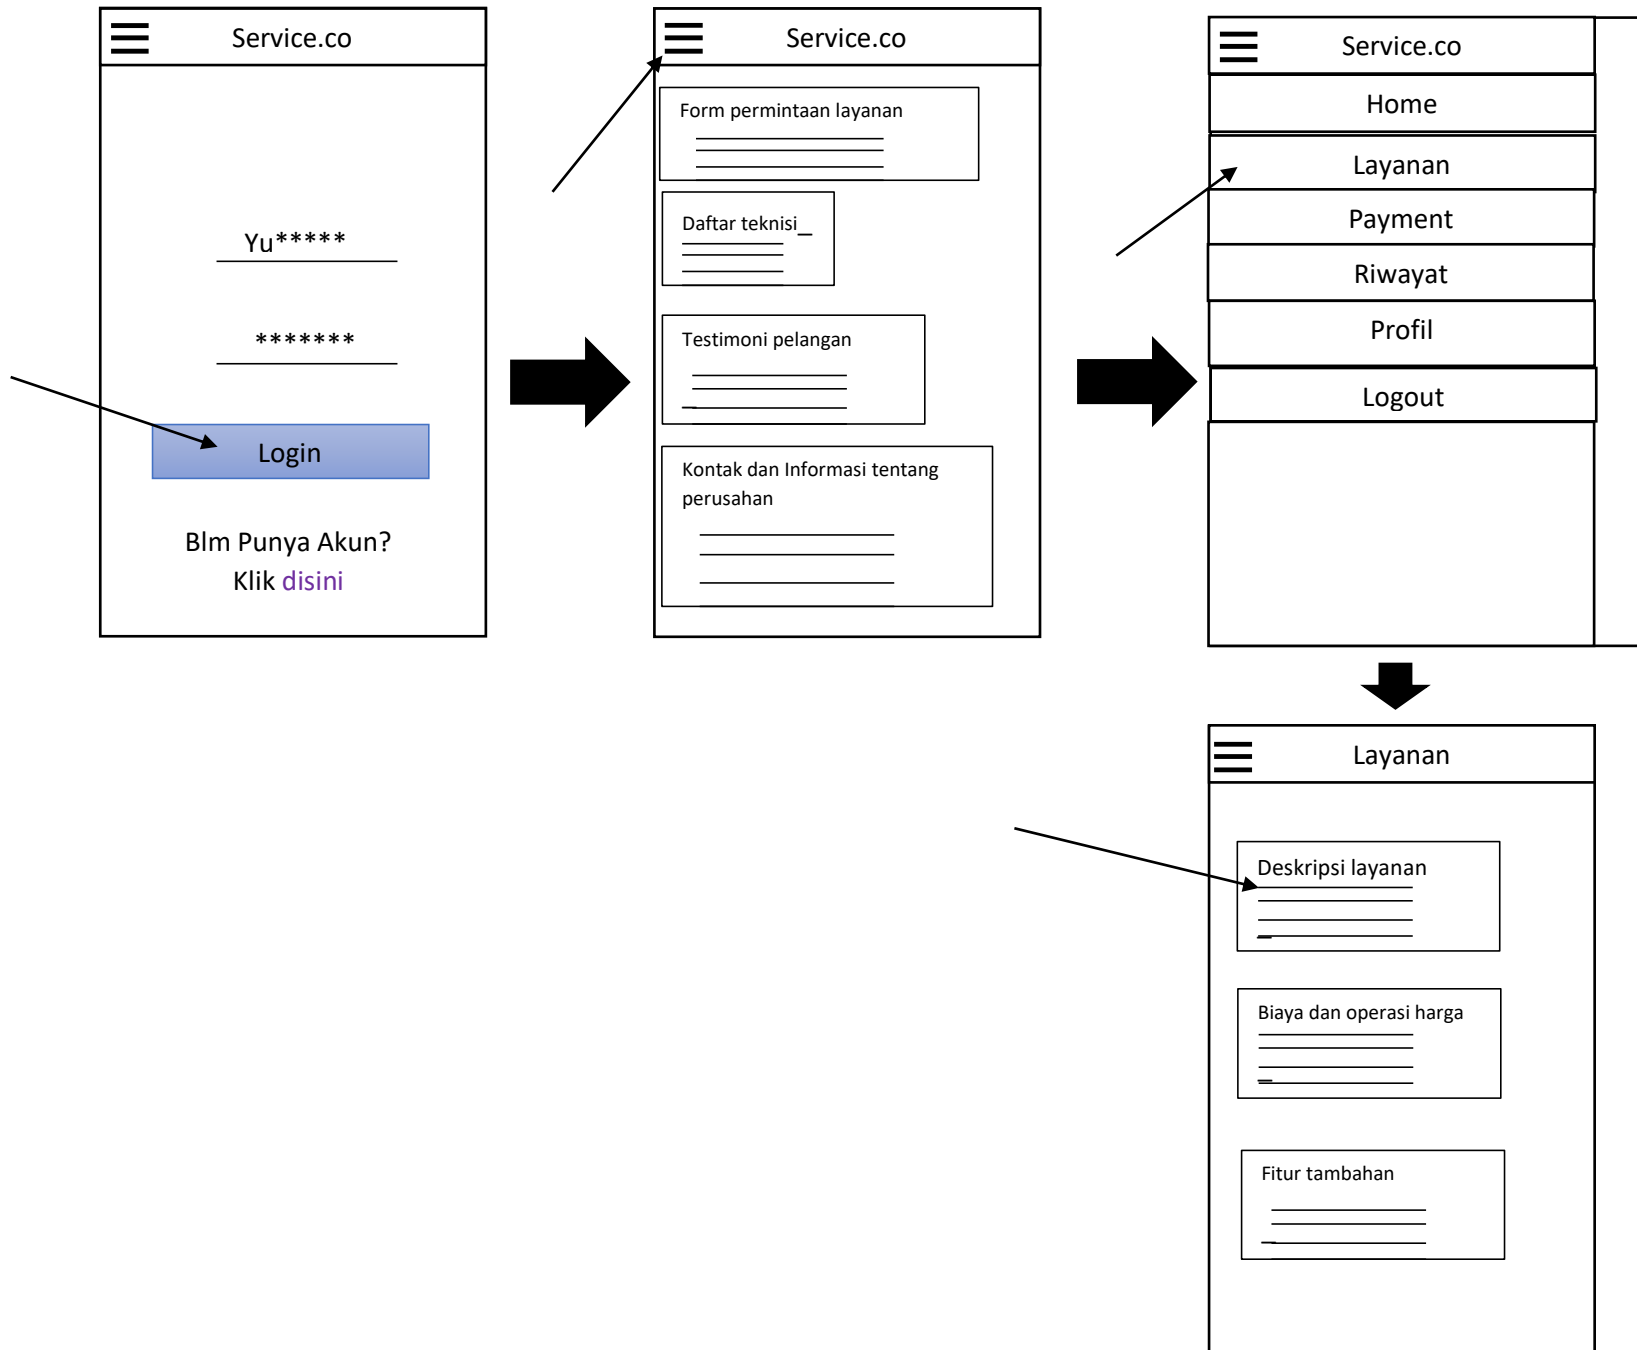 Service.co
Yu*****
*******
Login
Blm Punya Akun?
Klik disini
Service.co
Form permintaan layanan
Daftar teknisi_
Testimoni pelangan
Kontak dan Informasi tentang
perusahan
Service.co
Home
Layanan
Payment
Riwayat
Profil
Logout
Layanan
Deskripsi layanan
Biaya dan operasi harga
Fitur tambahan